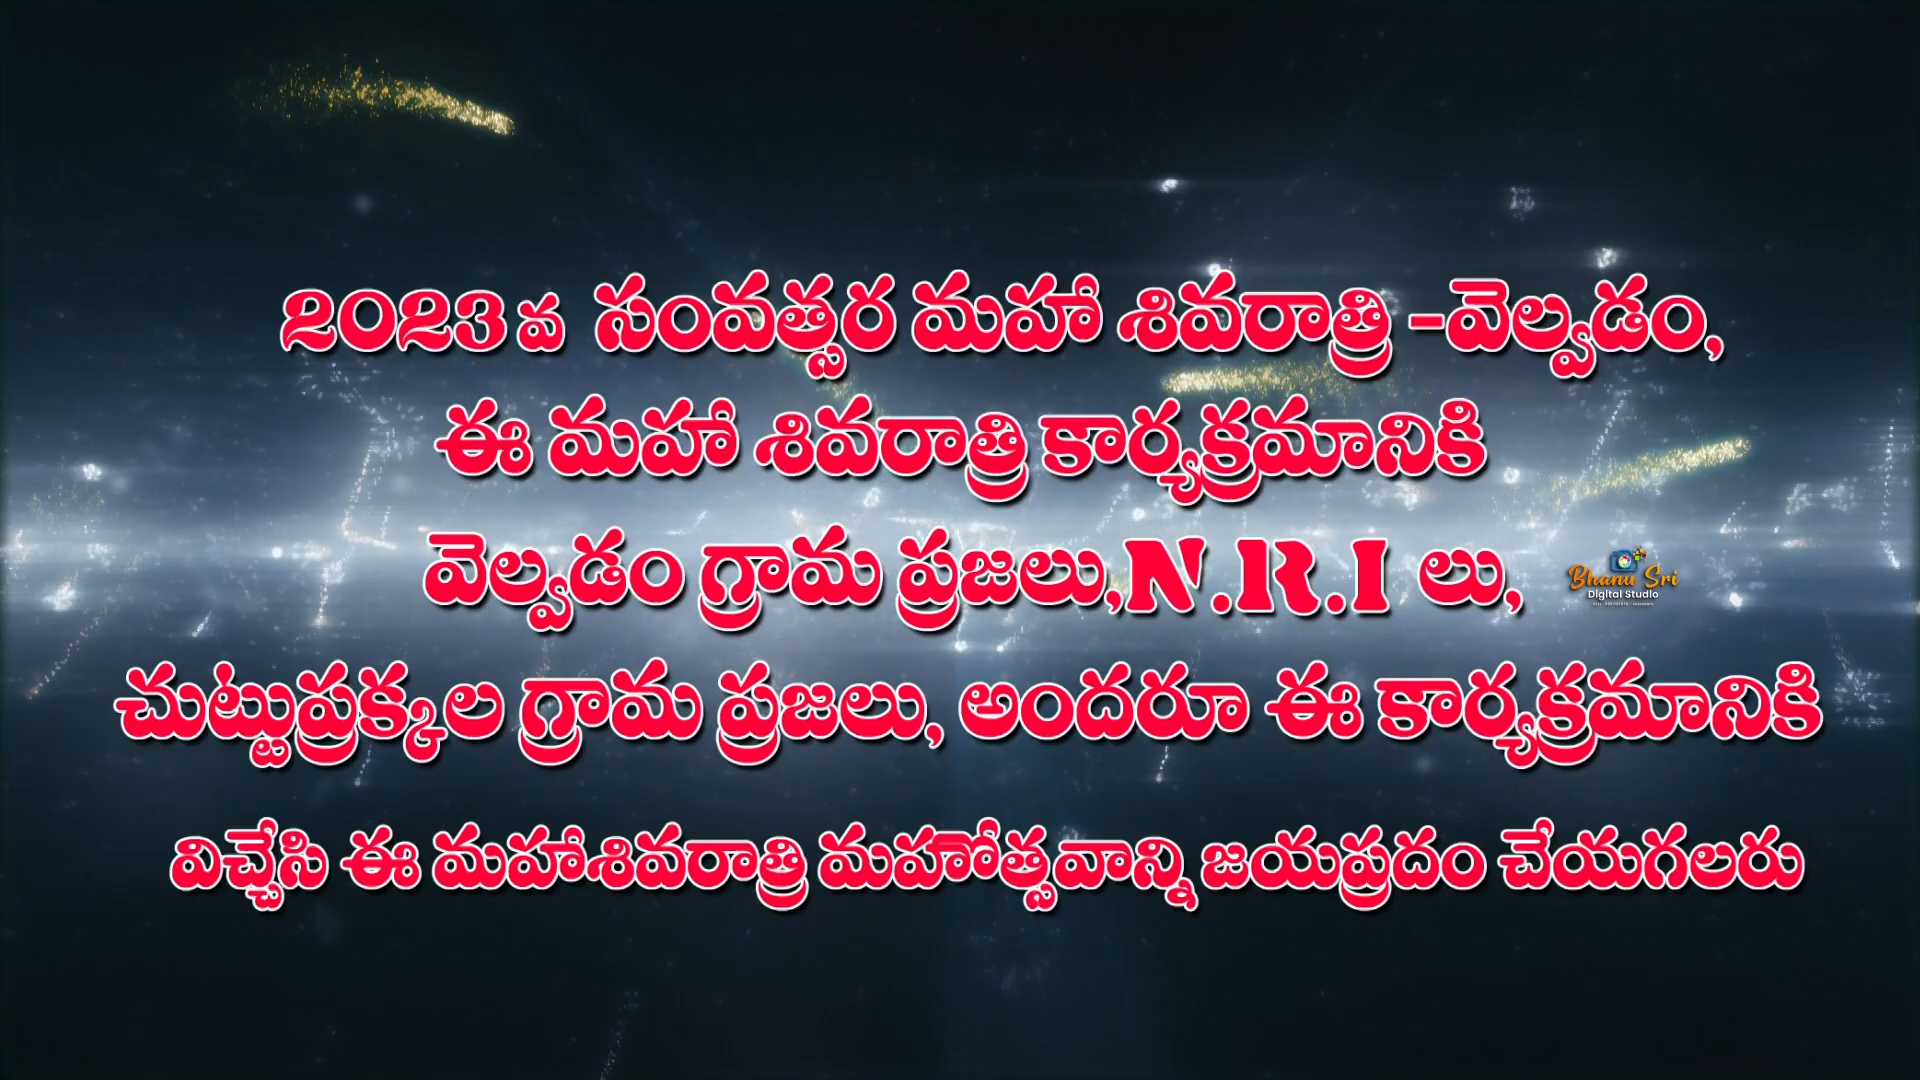 2023 వ సంవత్సర మహా శివరాత్రి -వెల్వడం,
ఈ మహా శివరాత్రి కార్యక్రమానికి
వెల్వడం గ్రామ ప్రజలు,N.R.I లు,
Bhanu Sri
Digital Studio
చుట్టుప్రక్కల గ్రామ ప్రజలు, అందరూ ఈ కార్యక్రమానికి
విచ్చేసి ఈ మహాశివరాత్రి మహోత్సవాన్ని జయప్రదం చేయగలరు